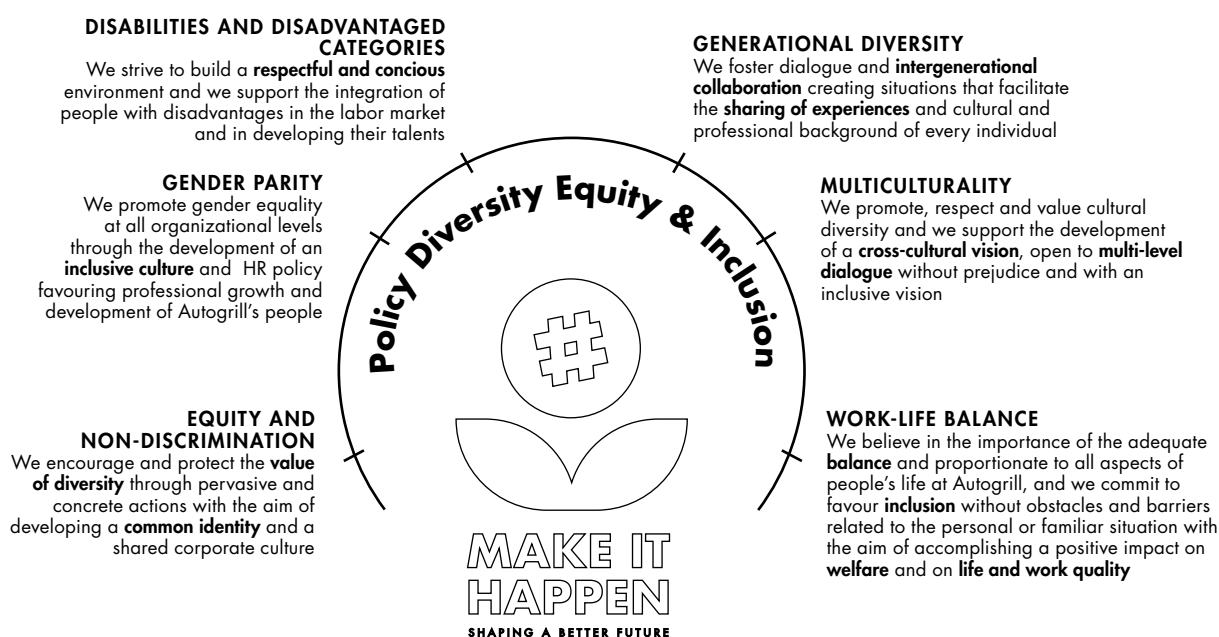 DISABILITIES AND DISADVANTAGED
CATEGORIES
We strive to build a respectful and concious
environment and we support the integration of
people with disadvantages in the labor market
and in developing their talents
GENERATIONAL DIVERSITY
We foster dialogue and intergenerational
collaboration creating situations that facilitate
the sharing of experiences and cultural and
professional background of every individual
GENDER PARITY
We promote gender equality
at all organizational levels
through the development of an
inclusive culture and HR policy
favouring professional growth and
development of Autogrill's people
Policy Diversity Equity & Inclusion
MULTICULTURALITY
We promote, respect and value cultural
diversity and we support the development
of a cross-cultural vision, open to multi-level
dialogue without prejudice and with an
inclusive vision
#
EQUITY AND
NON-DISCRIMINATION
We encourage and protect the value
of diversity through pervasive and
concrete actions with the aim of
developing a common identity and a
shared corporate culture
WORK-LIFE BALANCE
We believe in the importance of the adequate
balance and proportionate to all aspects of
people's life at Autogrill, and we commit to
favour inclusion without obstacles and barriers
related to the personal or familiar situation with
the aim of accomplishing a positive impact on
welfare and on life and work quality
MAKE IT
HAPPEN
SHAPING A BETTER FUTURE